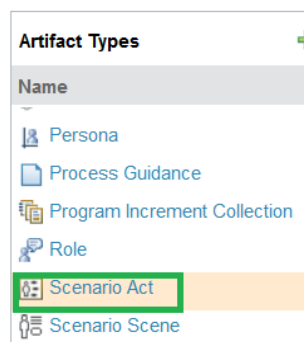 Artifact Types
Name
Persona
Process Guidance
Program Increment Collection
Role
Scenario Act
Scenario Scene